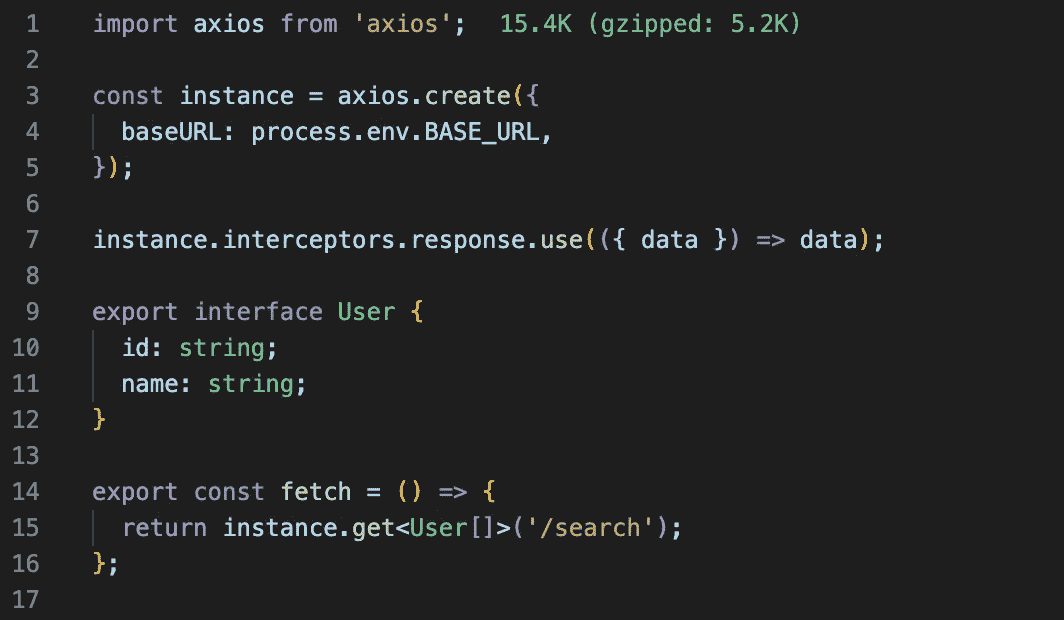 1 import axios from 'axios'; 15.4K (gzipped: 5.2K)
2
3 const instance = axios.create({
4 baseURL: process.env.BASE_URL,
5 });
6
7 instance.interceptors.response.use(({ data }) => data);
8
9 export interface User {
10 id: string;
11 name: string;
12 }
13
14 export const fetch = () => {
15 return instance.get<User[]>('/search');
16 };
17